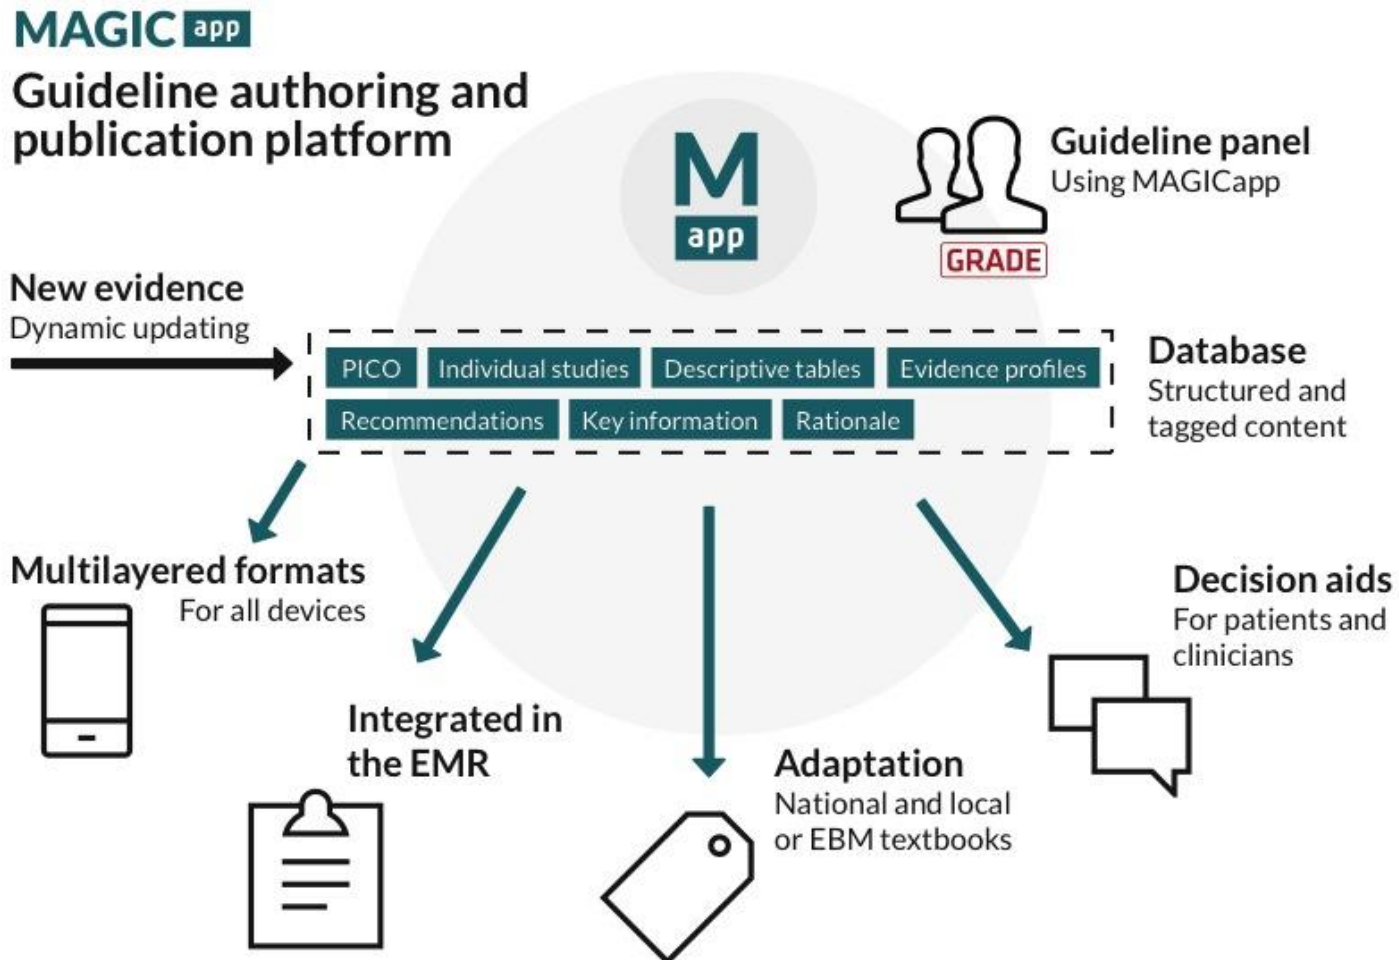 MAGIC app
Guideline authoring and
publication platform
M
app
Guideline panel
Using MAGICapp
GRADE
New evidence
Dynamic updating
PICO Individual studies Descriptive tables Evidence profiles
Recommendations Key information Rationale
Database
Structured and
tagged content
Multilayered formats
For all devices
Integrated in
the EMR
Adaptation
National and local
or EBM textbooks
Decision aids
For patients and
clinicians